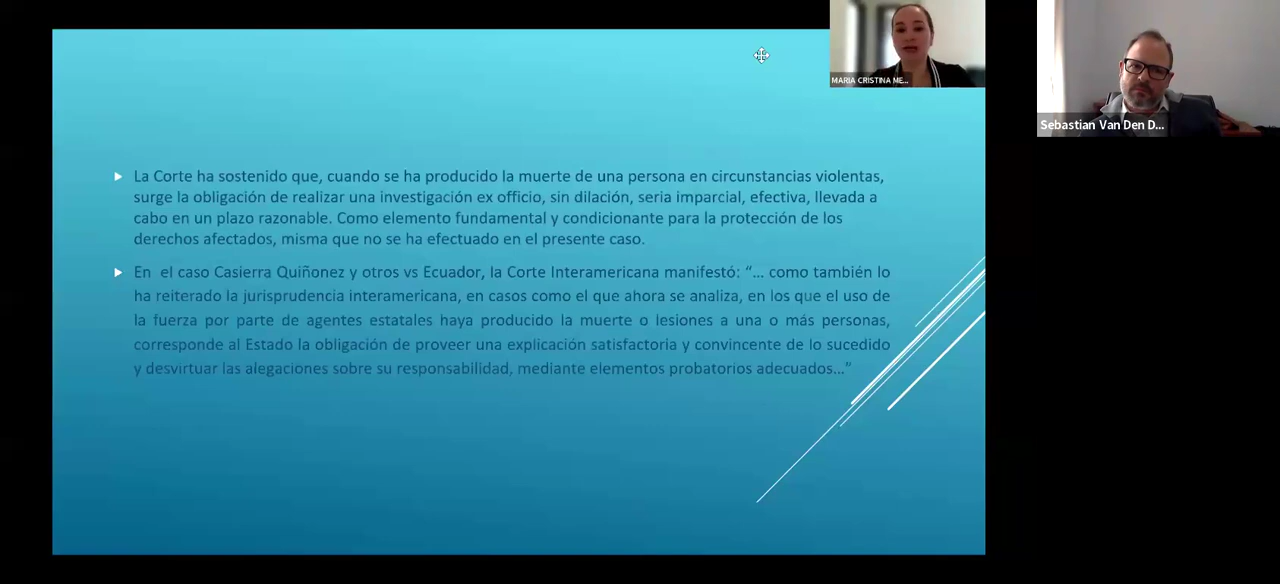 MARIA CRISTINA ME...
Sebastian Van Den D...
La Corte ha sostenido que, cuando se ha producido la muerte de una persona en circunstancias violentas,
surge la obligación de realizar una investigación ex officio, sin dilación, seria imparcial, efectiva, llevada a
cabo en un plazo razonable. Como elemento fundamental y condicionante para la protección de los
derechos afectados, misma que no se ha efectuado en el presente caso.
En el caso Casierra Quiñonez y otros vs Ecuador, la Corte Interamericana manifestó: “... como también lo
ha reiterado la jurisprudencia interamericana, en casos como el que ahora se analiza, en los que el uso de
la fuerza por parte de agentes estatales haya producido la muerte o lesiones a una o más personas,
corresponde al Estado la obligación de proveer una explicación satisfactoria y convincente de lo sucedido
y desvirtuar las alegaciones sobre su responsabilidad, mediante elementos probatorios adecuados...”